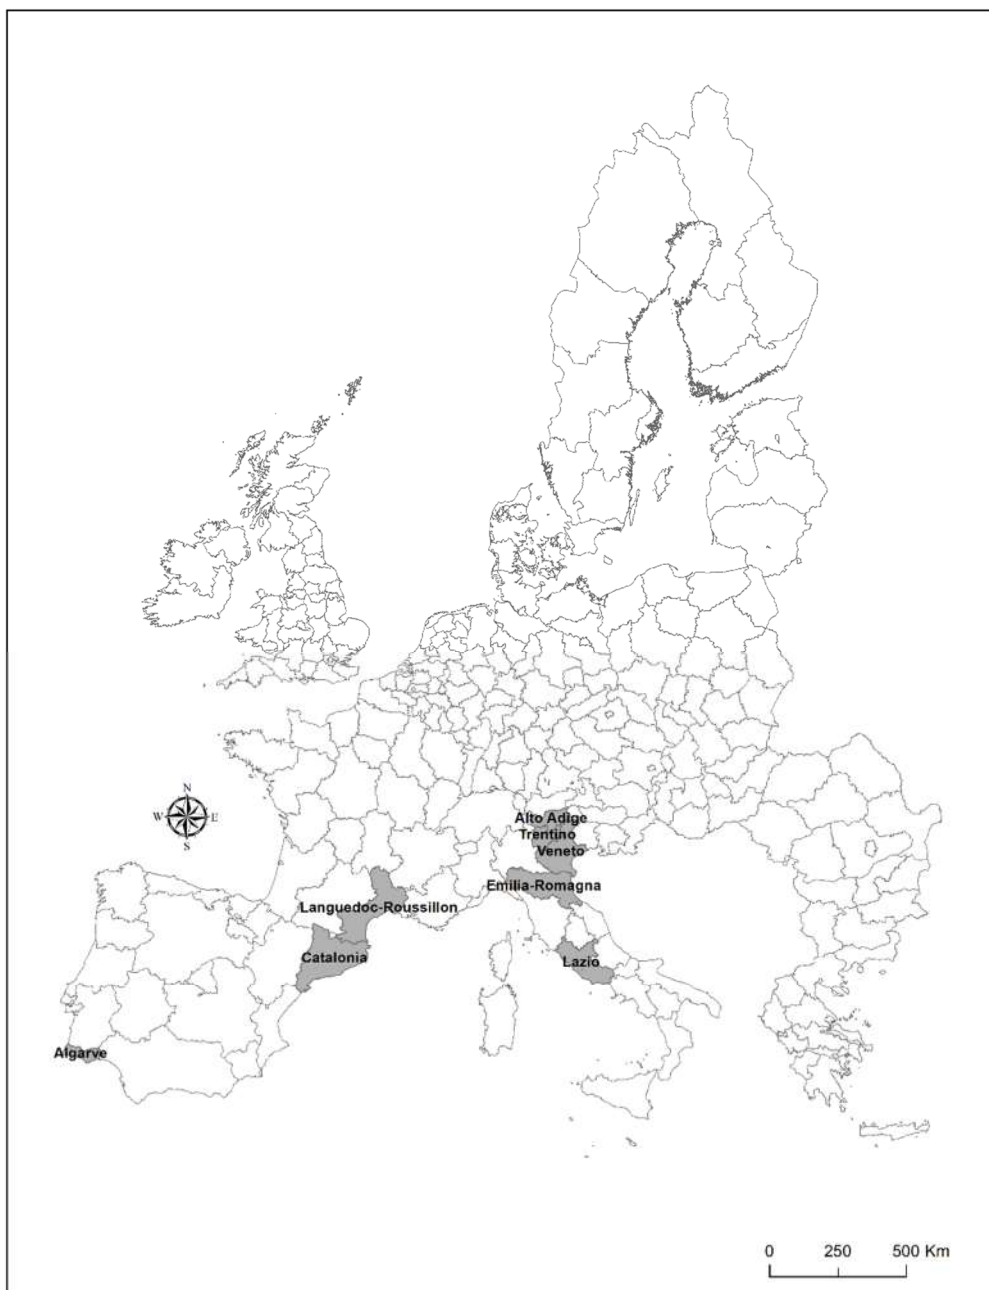 N
W E
S
Alto Adige
Trentino
Veneto
Emilia-Romagna
Languedoc-Roussillon
Catalonia
Lazio
Algarve
0 250 500 Km